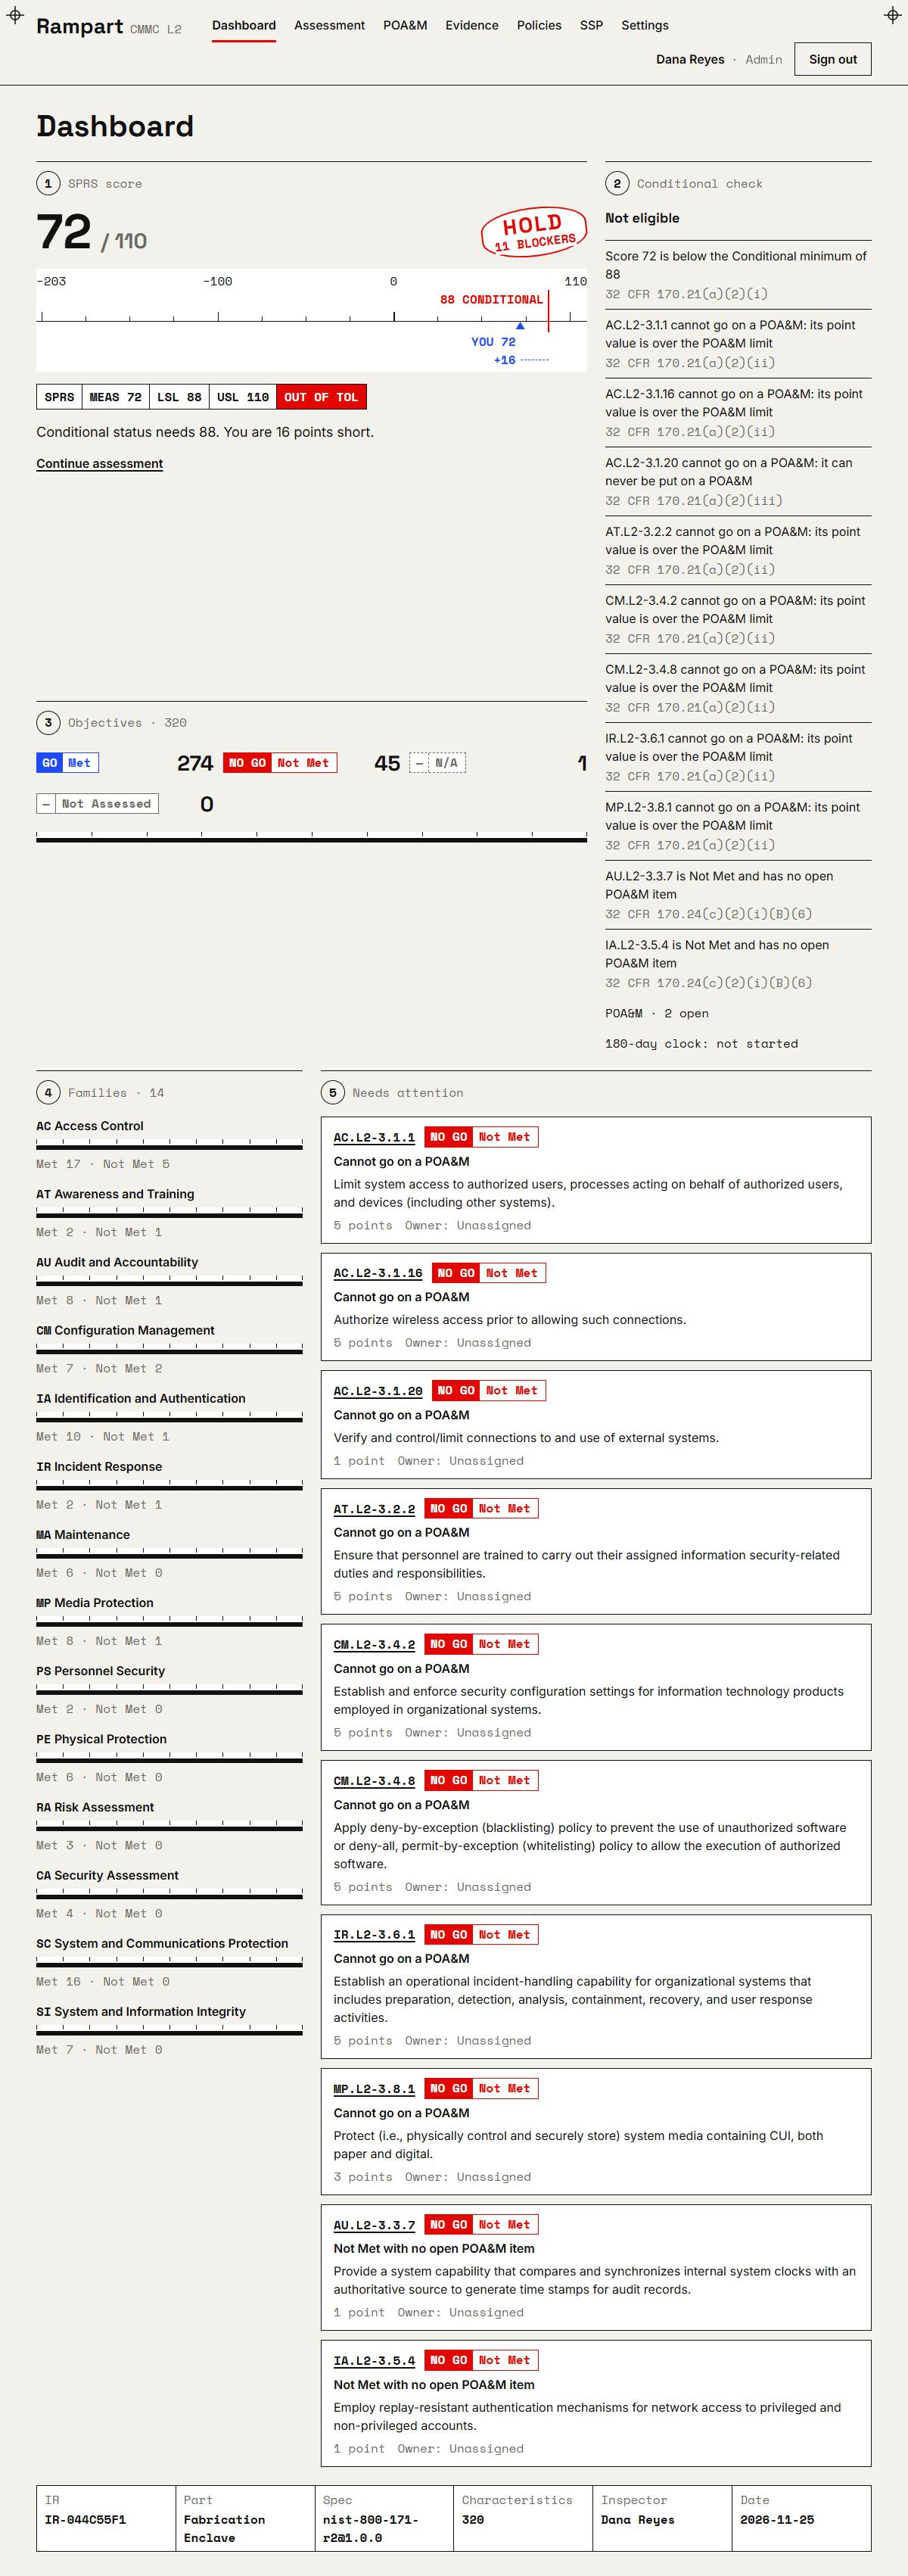 Rampart CMMC L2
Dashboard Assessment POA&M Evidence Policies SSP Settings
Dana Reyes · Admin Sign out
Dashboard
1 SPRS score
72 / 110
HOLD
11 BLOCKERS
-203 -100 0 110
88 CONDITIONAL
YOU 72
+16
SPRS MEAS 72 LSL 88 USL 110 OUT OF TOL
Conditional status needs 88. You are 16 points short.
Continue assessment
2 Conditional check
Not eligible
Score 72 is below the Conditional minimum of
88
32 CFR 170.21(a)(2)(i)
AC.L2-3.1.1 cannot go on a POA&M: its point
value is over the POA&M limit
32 CFR 170.21(a)(2)(ii)
AC.L2-3.1.16 cannot go on a POA&M: its point
value is over the POA&M limit
32 CFR 170.21(a)(2)(ii)
AC.L2-3.1.20 cannot go on a POA&M: it can
never be put on a POA&M
32 CFR 170.21(a)(2)(iii)
AT.L2-3.2.2 cannot go on a POA&M: its point
value is over the POA&M limit
32 CFR 170.21(a)(2)(ii)
CM.L2-3.4.2 cannot go on a POA&M: its point
value is over the POA&M limit
32 CFR 170.21(a)(2)(ii)
CM.L2-3.4.8 cannot go on a POA&M: its point
value is over the POA&M limit
32 CFR 170.21(a)(2)(ii)
IR.L2-3.6.1 cannot go on a POA&M: its point
value is over the POA&M limit
32 CFR 170.21(a)(2)(ii)
MP.L2-3.8.1 cannot go on a POA&M: its point
value is over the POA&M limit
32 CFR 170.21(a)(2)(ii)
AU.L2-3.3.7 is Not Met and has no open
POA&M item
32 CFR 170.24(c)(2)(i)(B)(6)
IA.L2-3.5.4 is Not Met and has no open
POA&M item
32 CFR 170.24(c)(2)(i)(B)(6)
POA&M · 2 open
180-day clock: not started
3 Objectives · 320
GO Met 274 NO GO Not Met 45 – N/A 1
– Not Assessed 0
4 Families · 14
AC Access Control
Met 17 · Not Met 5
AT Awareness and Training
Met 2 · Not Met 1
AU Audit and Accountability
Met 8 · Not Met 1
CM Configuration Management
Met 7 · Not Met 2
IA Identification and Authentication
Met 10 · Not Met 1
IR Incident Response
Met 2 · Not Met 1
MA Maintenance
Met 6 · Not Met 0
MP Media Protection
Met 8 · Not Met 1
PS Personnel Security
Met 2 · Not Met 0
PE Physical Protection
Met 6 · Not Met 0
RA Risk Assessment
Met 3 · Not Met 0
CA Security Assessment
Met 4 · Not Met 0
SC System and Communications Protection
Met 16 · Not Met 0
SI System and Information Integrity
Met 7 · Not Met 0
5 Needs attention
AC.L2-3.1.1 NO GO Not Met
Cannot go on a POA&M
Limit system access to authorized users, processes acting on behalf of authorized users,
and devices (including other systems).
5 points Owner: Unassigned
AC.L2-3.1.16 NO GO Not Met
Cannot go on a POA&M
Authorize wireless access prior to allowing such connections.
5 points Owner: Unassigned
AC.L2-3.1.20 NO GO Not Met
Cannot go on a POA&M
Verify and control/limit connections to and use of external systems.
1 point Owner: Unassigned
AT.L2-3.2.2 NO GO Not Met
Cannot go on a POA&M
Ensure that personnel are trained to carry out their assigned information security-related
duties and responsibilities.
5 points Owner: Unassigned
CM.L2-3.4.2 NO GO Not Met
Cannot go on a POA&M
Establish and enforce security configuration settings for information technology products
employed in organizational systems.
5 points Owner: Unassigned
CM.L2-3.4.8 NO GO Not Met
Cannot go on a POA&M
Apply deny-by-exception (blacklisting) policy to prevent the use of unauthorized software
or deny-all, permit-by-exception (whitelisting) policy to allow the execution of authorized
software.
5 points Owner: Unassigned
IR.L2-3.6.1 NO GO Not Met
Cannot go on a POA&M
Establish an operational incident-handling capability for organizational systems that
includes preparation, detection, analysis, containment, recovery, and user response
activities.
5 points Owner: Unassigned
MP.L2-3.8.1 NO GO Not Met
Cannot go on a POA&M
Protect (i.e., physically control and securely store) system media containing CUI, both
paper and digital.
3 points Owner: Unassigned
AU.L2-3.3.7 NO GO Not Met
Not Met with no open POA&M item
Provide a system capability that compares and synchronizes internal system clocks with an
authoritative source to generate time stamps for audit records.
1 point Owner: Unassigned
IA.L2-3.5.4 NO GO Not Met
Not Met with no open POA&M item
Employ replay-resistant authentication mechanisms for network access to privileged and
non-privileged accounts.
1 point Owner: Unassigned
IR
IR-044C55F1
Part
Fabrication
Enclave
Spec
nist-800-171-
r2@1.0.0
Characteristics
320
Inspector
Dana Reyes
Date
2026-11-25